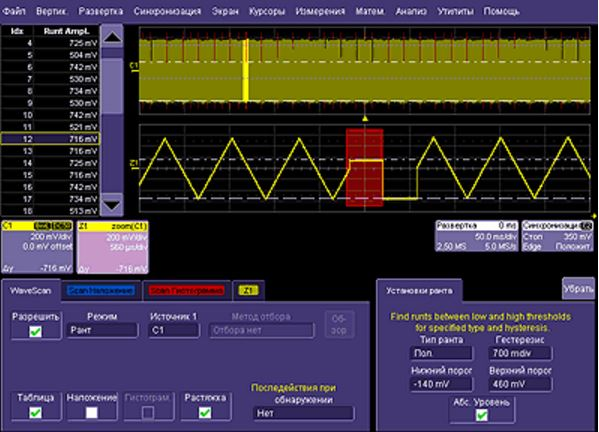 Файл Вертик. Развертка Синхронизация Экран Курсоры Измерения Матем. Анализ Утилиты Помощь
Idx Runt Ampl.
4 725 mV
5 504 mV
6 742 mV
7 530 mV
8 734 mV
9 530 mV
10 742 mV
11 521 mV
12 716 mV
13 716 mV
14 725 mV
15 716 mV
16 742 mV
17 734 mV
18 513 mV
C1
Z1
C1
200 mV/div
0.0 mV offset
Δy -716 mV
Z1 zoom(C1)
200 mV/div
560 µs/div
Δy -716 mV
Развертка 0 ms
50.0 ms/div
2.50 MS 5.0 MS/s
Синхронизация C2
Стоп 350 mV
Edge Положит.
WaveScan Scan Наложение Scan Гистограмма Z1
Разрешить
Режим
Рант
Источник 1
C1
Метод отбора
Отбора нет
Об-
зор
Таблица Наложение Гистограм. Растяжка
Последействия при
обнаружении
Нет
Установки ранта
Убрать
Find runts between low and high thresholds
for specified type and hysteresis.
Тип ранта Гестерезис
Пол. 700 mdiv
Нижний порог Верхний порог
-140 mV 460 mV
Абс. Уровень